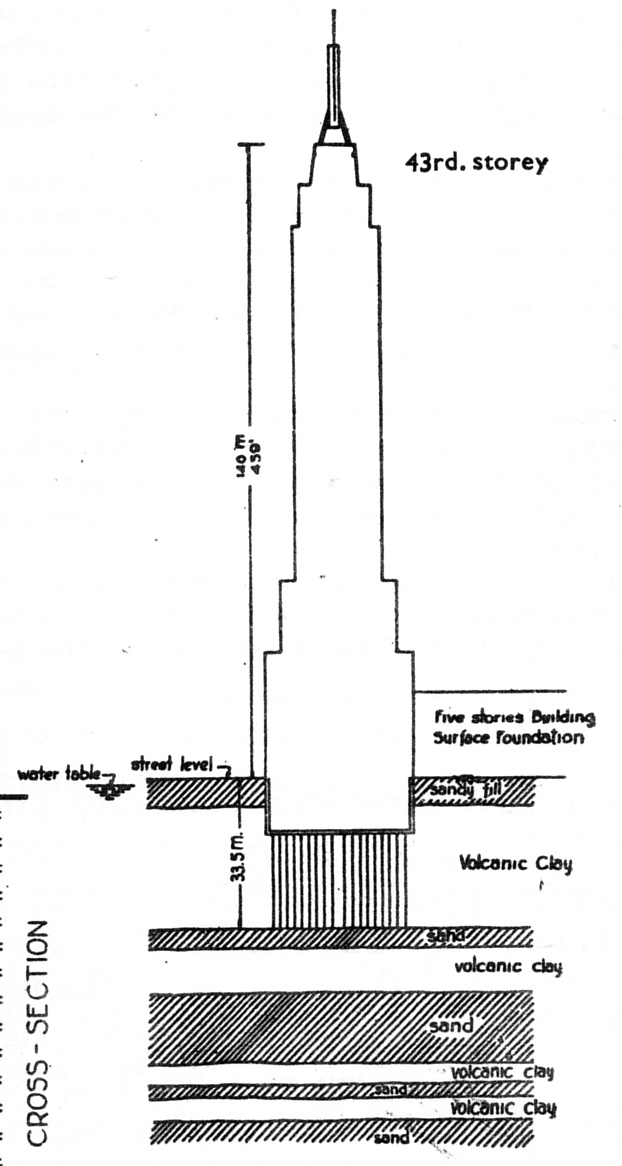 43rd. storey
140 m
459'
Five stories Building
Surface Foundation
street level
water table
Sandy fill
33.5 m.
Volcanic Clay
sand
volcanic clay
sand
volcanic clay
sand
volcanic clay
sand
CROSS-SECTION